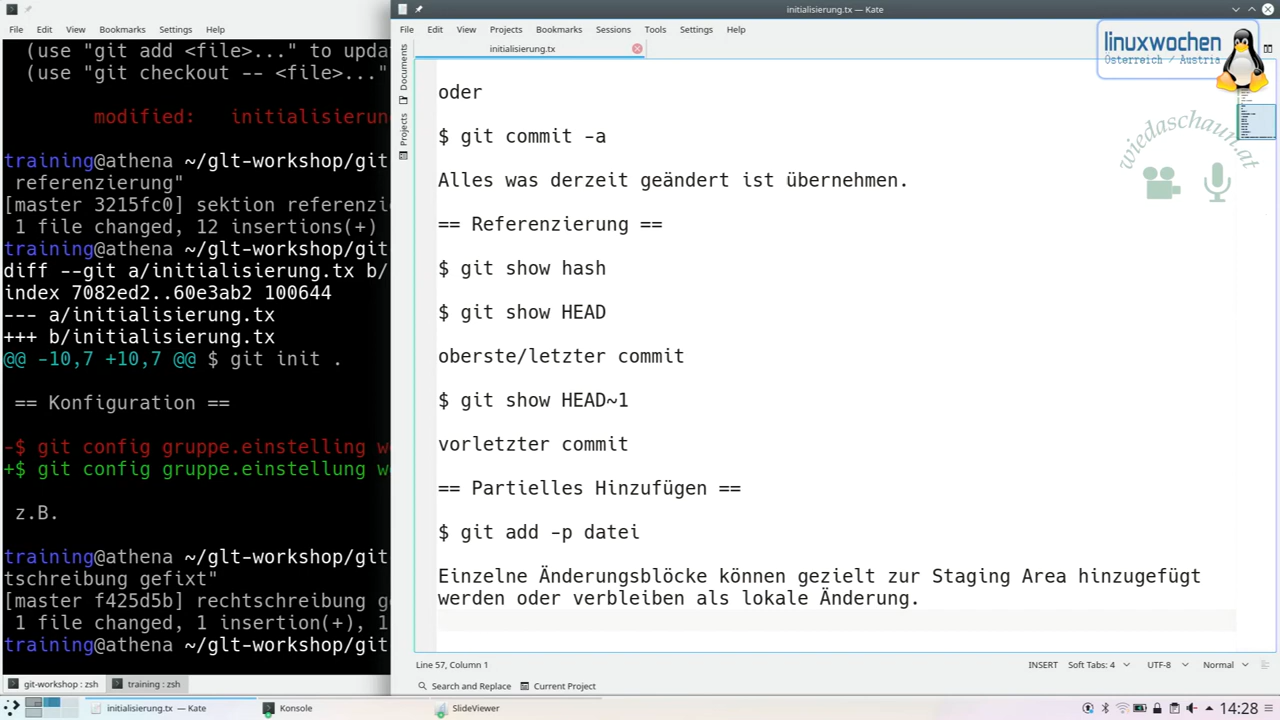 initialisierung.tx — Kate
File Edit View Bookmarks Settings Help
File Edit View Projects Bookmarks Sessions Tools Settings Help
initialisierung.tx
linuxwochen
Österreich / Austria
wiedaschaun.at
Documents
Projects
(use "git add <file>..." to upda
(use "git checkout -- <file>..."
modified: initialisierun
training@athena ~/glt-workshop/git
referenzierung"
[master 3215fc0] sektion referenzi
1 file changed, 12 insertions(+)
training@athena ~/glt-workshop/git
diff --git a/initialisierung.tx b/
index 7082ed2..60e3ab2 100644
--- a/initialisierung.tx
+++ b/initialisierung.tx
@@ -10,7 +10,7 @@ $ git init .
== Konfiguration ==
-$ git config gruppe.einstelling we
+$ git config gruppe.einstellung we
z.B.
training@athena ~/glt-workshop/git
tschreibung gefixt"
[master f425d5b] rechtschreibung ge
1 file changed, 1 insertion(+), 1
training@athena ~/glt-workshop/git
git-workshop : zsh training : zsh
oder
$ git commit -a
Alles was derzeit geändert ist übernehmen.
== Referenzierung ==
$ git show hash
$ git show HEAD
oberste/letzter commit
$ git show HEAD~1
vorletzter commit
== Partielles Hinzufügen ==
$ git add -p datei
Einzelne Änderungsblöcke können gezielt zur Staging Area hinzugefügt
werden oder verbleiben als lokale Änderung.
Line 57, Column 1 INSERT Soft Tabs: 4 UTF-8 Normal
Search and Replace Current Project
initialisierung.tx — Kate Konsole SlideViewer 14:28